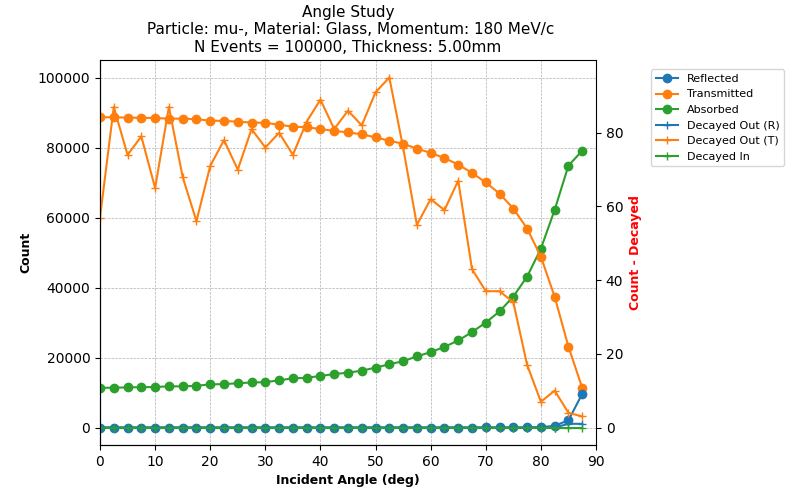 Angle Study
Particle: mu-, Material: Glass, Momentum: 180 MeV/c
N Events = 100000, Thickness: 5.00mm
100000
80000
60000
40000
20000
0
Count
80
60
40
20
0
Count - Decayed
0 10 20 30 40 50 60 70 80 90
Incident Angle (deg)
Reflected
Transmitted
Absorbed
Decayed Out (R)
Decayed Out (T)
Decayed In